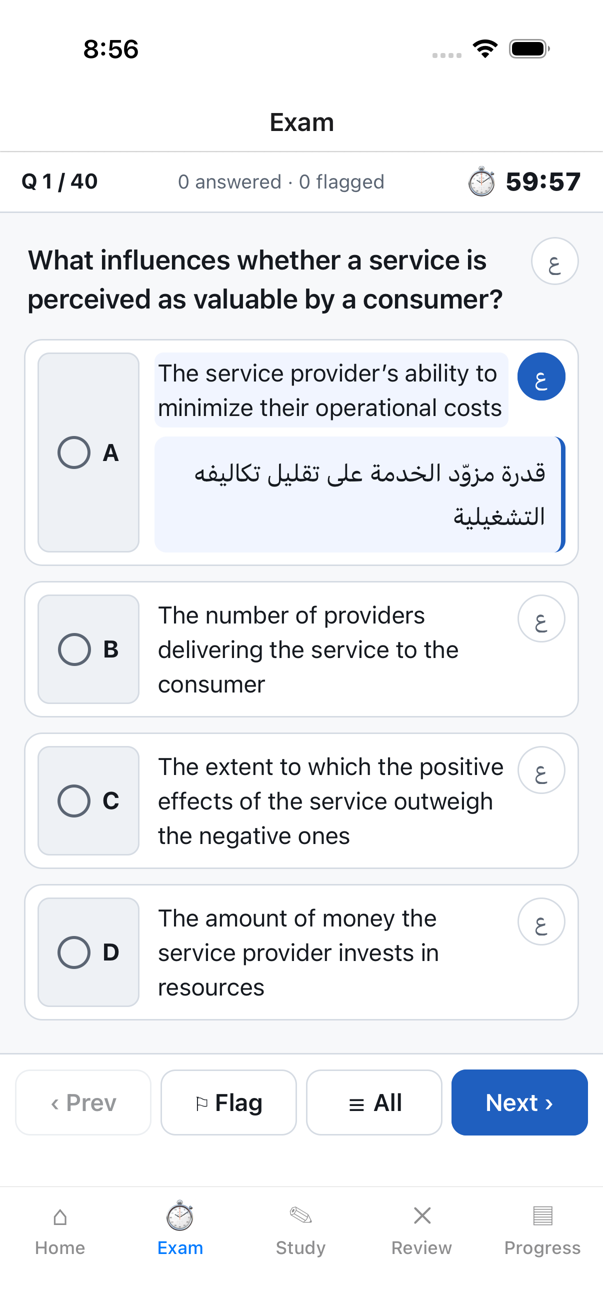 8:56
Exam
Q 1 / 40
0 answered · 0 flagged
59:57
What influences whether a service is
perceived as valuable by a consumer?
ع
A
The service provider’s ability to
minimize their operational costs
ع
قدرة مزوّد الخدمة على تقليل تكاليفه
التشغيلية
B
The number of providers
delivering the service to the
consumer
ع
C
The extent to which the positive
effects of the service outweigh
the negative ones
ع
D
The amount of money the
service provider invests in
resources
ع
‹ Prev
Flag
All
Next ›
Home
Exam
Study
Review
Progress